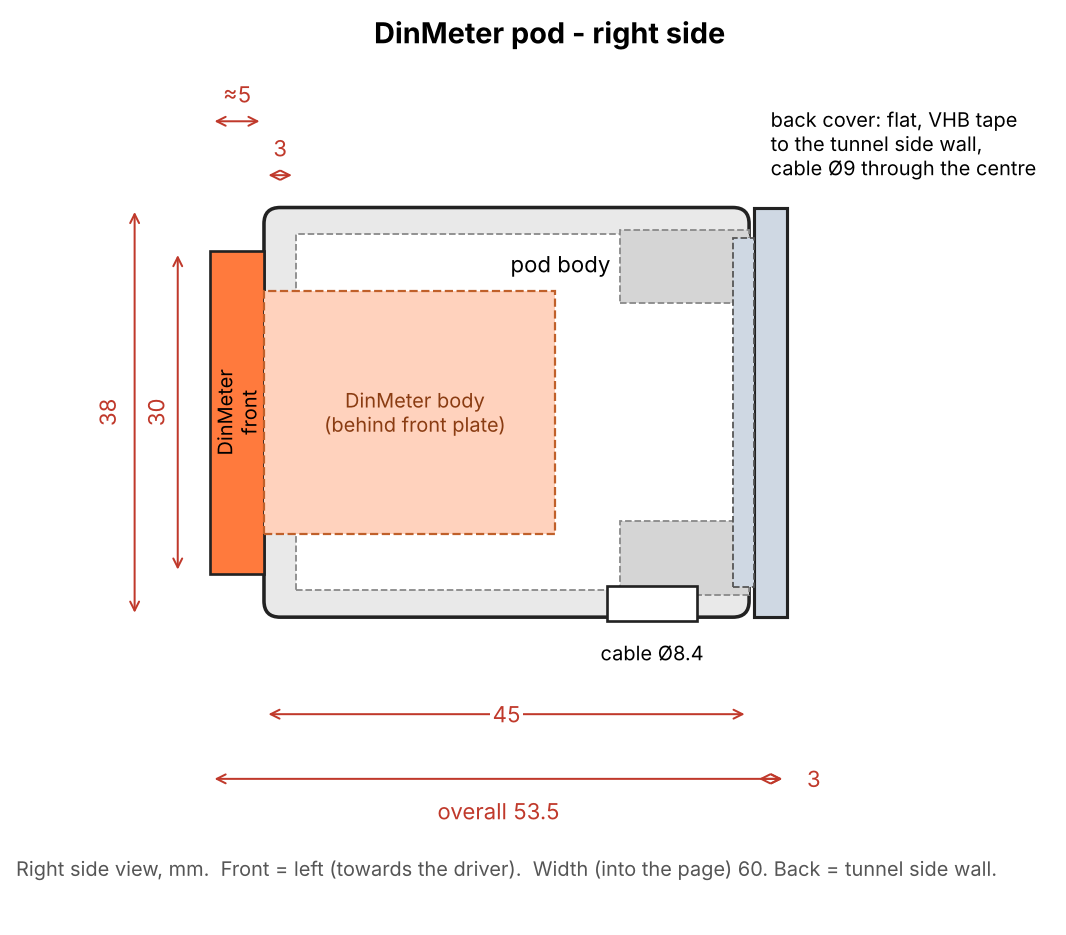 DinMeter pod - right side
≈5
3
back cover: flat, VHB tape
to the tunnel side wall,
cable Ø9 through the centre
pod body
38
30
DinMeter
front
DinMeter body
(behind front plate)
cable Ø8.4
45
3
overall 53.5
Right side view, mm.  Front = left (towards the driver).  Width (into the page) 60. Back = tunnel side wall.